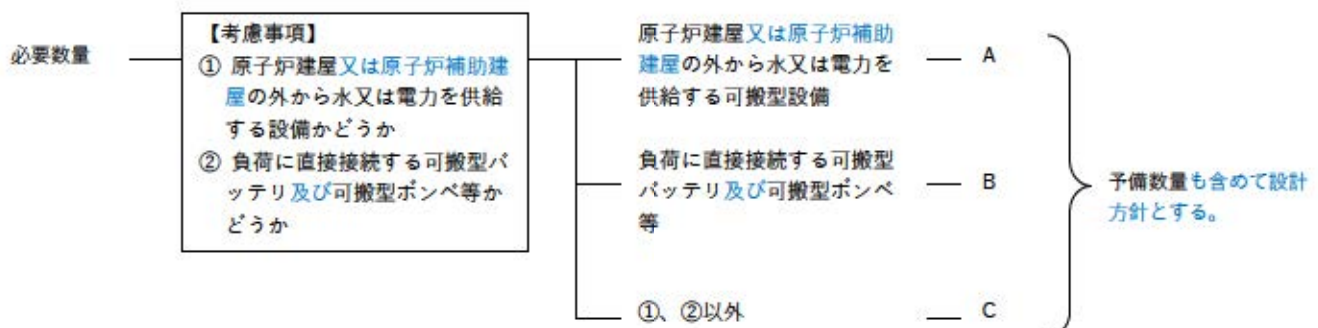 必要数量
【考慮事項】
① 原子炉建屋又は原子炉補助建
屋の外から水又は電力を供給
する設備かどうか
② 負荷に直接接続する可搬型バ
ッテリ及び可搬型ボンベ等か
どうか
原子炉建屋又は原子炉補助
建屋の外から水又は電力を
供給する可搬型設備
A
負荷に直接接続する可搬型
バッテリ及び可搬型ボンベ
等
B
①、②以外
C
予備数量も含めて設計
方針とする。